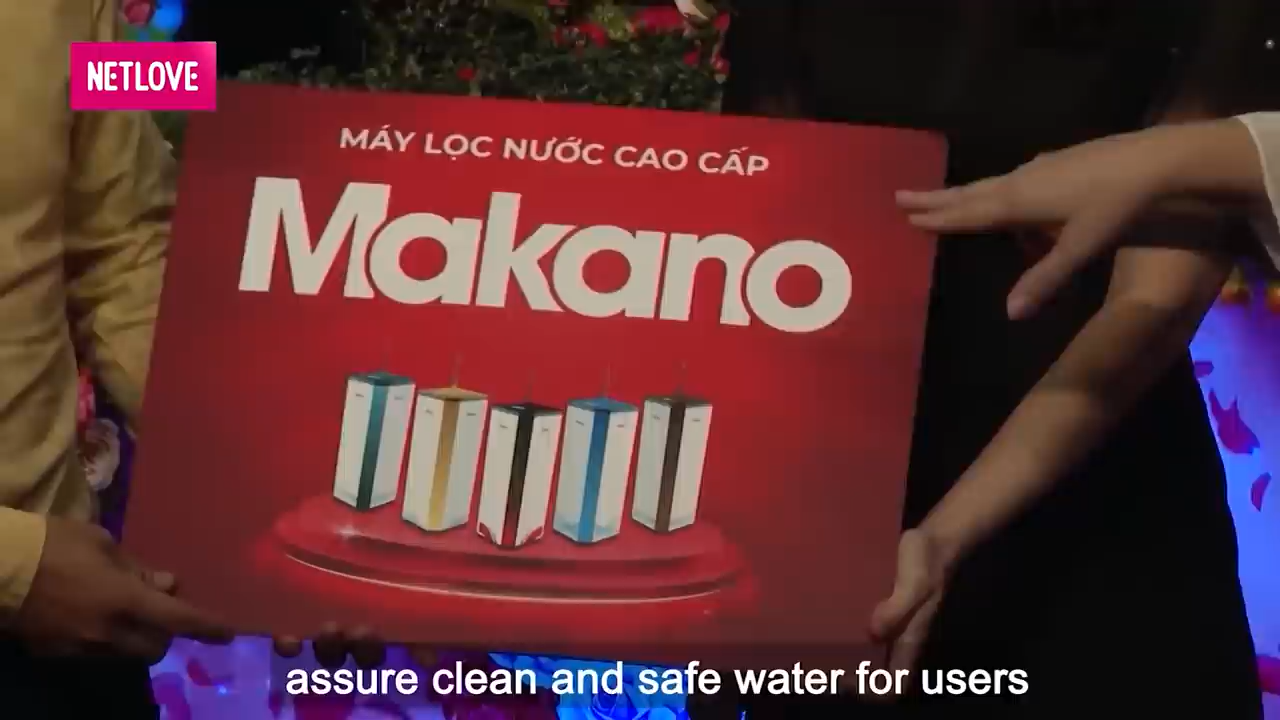 NETLOVE
MÁY LỌC NƯỚC CAO CẤP
Makano
assure clean and safe water for users